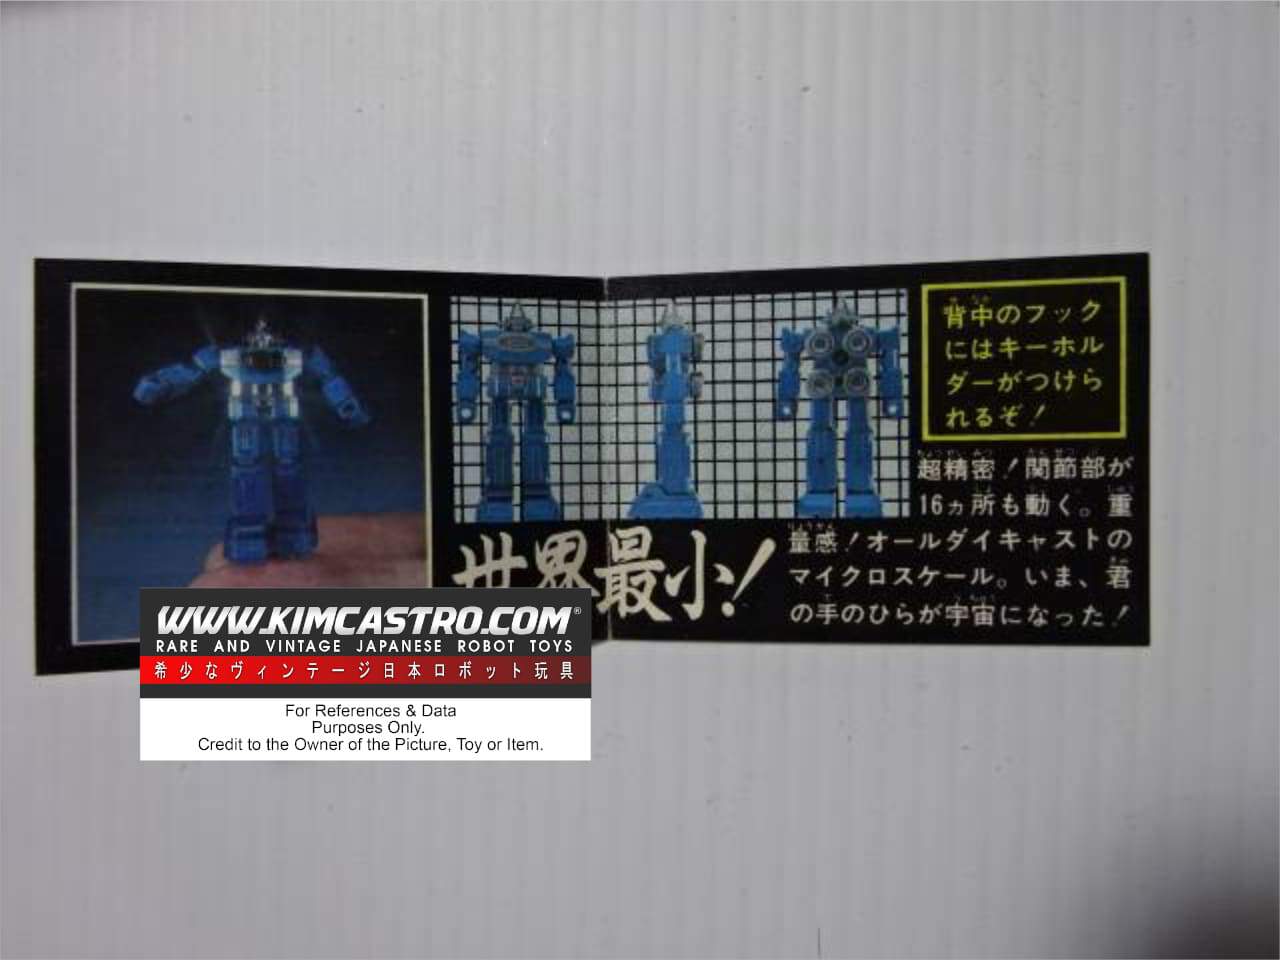 背中のフック
にはキーホル
ダーがつけら
れるぞ!
超精密!関節部が
16ヵ所も動く。重
量感!オールダイキャストの
マイクロスケール。いま、君
の手のひらが宇宙になった!
世界最小!
WWW.KIMCASTRO.COM®
RARE AND VINTAGE JAPANESE ROBOT TOYS
希少なヴィンテージ日本ロボット玩具
For References & Data
Purposes Only.
Credit to the Owner of the Picture, Toy or Item.